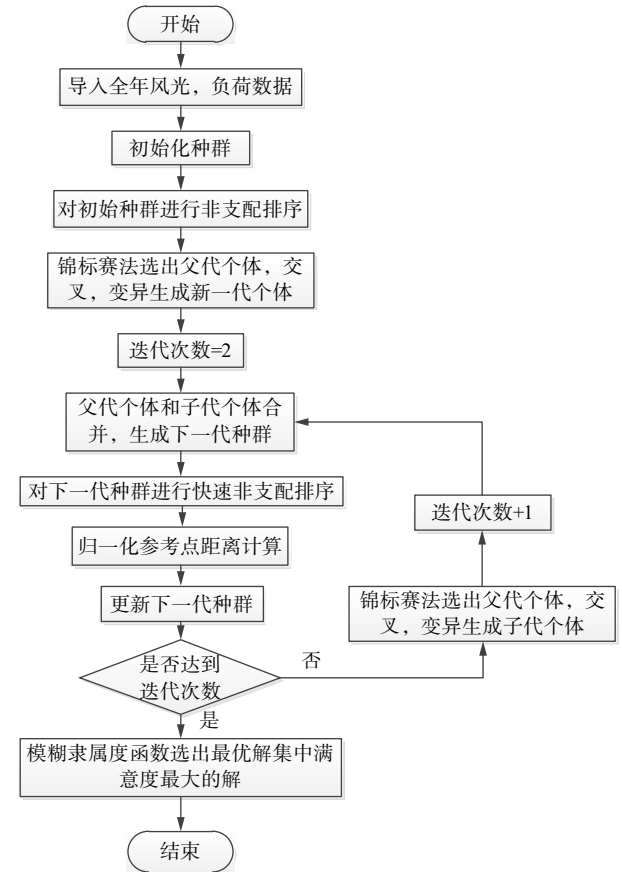 开始
导入全年风光，负荷数据
初始化种群
对初始种群进行非支配排序
锦标赛法选出父代个体，交
叉，变异生成新一代个体
迭代次数=2
父代个体和子代个体合
并，生成下一代种群
对下一代种群进行快速非支配排序
归一化参考点距离计算
更新下一代种群
是否达到
迭代次数
否
锦标赛法选出父代个体，交
叉，变异生成子代个体
迭代次数+1
是
模糊隶属度函数选出最优解集中满
意度最大的解
结束